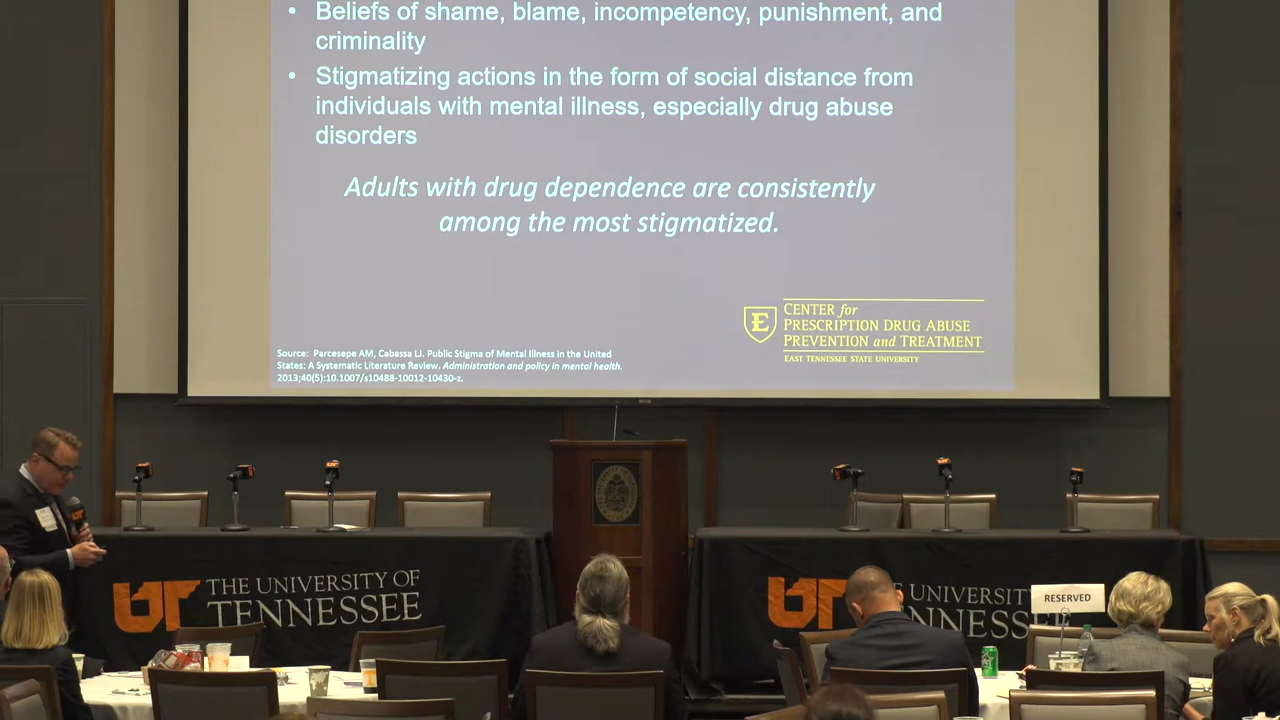 • Beliefs of shame, blame, incompetency, punishment, and
criminality
• Stigmatizing actions in the form of social distance from
individuals with mental illness, especially drug abuse
disorders
Adults with drug dependence are consistently
among the most stigmatized.
E
CENTER for
PRESCRIPTION DRUG ABUSE
PREVENTION and TREATMENT
EAST TENNESSEE STATE UNIVERSITY
Source: Parcesepe AM, Cabassa LJ. Public Stigma of Mental Illness in the United
States: A Systematic Literature Review. Administration and policy in mental health.
2013;40(5):10.1007/s10488-10012-10430-z.
UT THE UNIVERSITY OF
TENNESSEE
UT E UNIVERSIT
NNESSEE
RESERVED